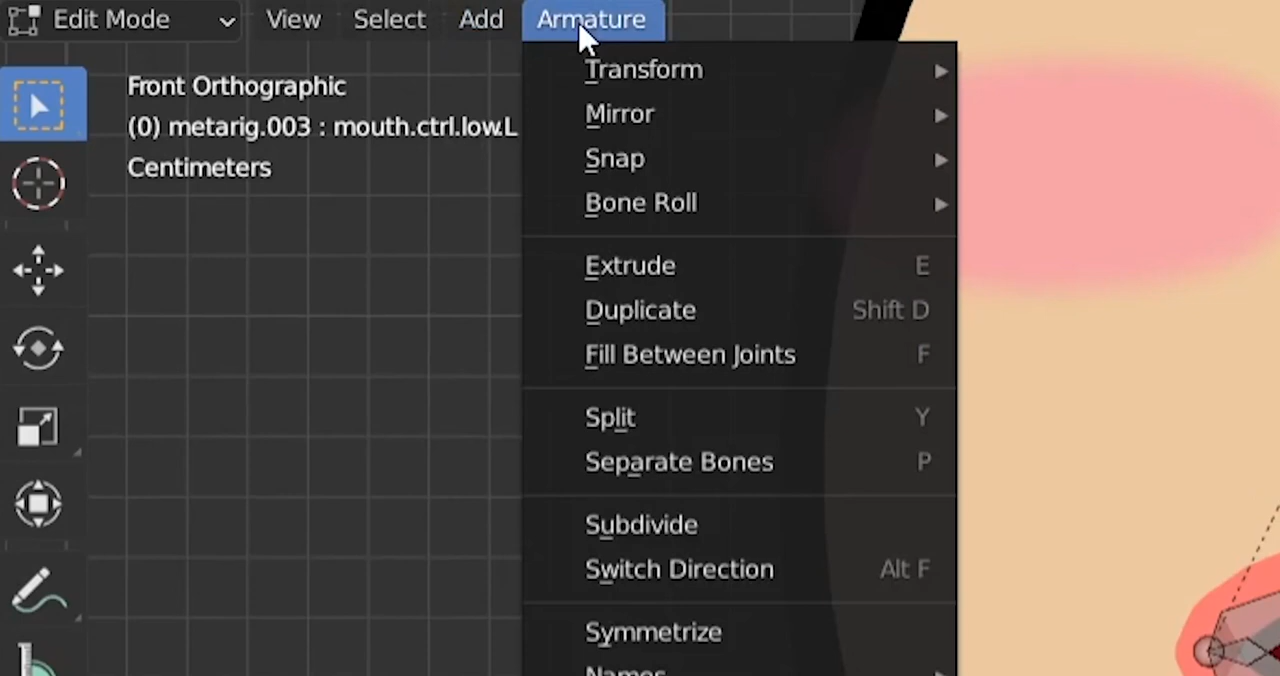 Edit Mode View Select Add Armature
Front Orthographic
(0) metarig.003 : mouth.ctrl.low.L
Centimeters
Transform
Mirror
Snap
Bone Roll
Extrude E
Duplicate Shift D
Fill Between Joints F
Split Y
Separate Bones P
Subdivide
Switch Direction Alt F
Symmetrize
Names